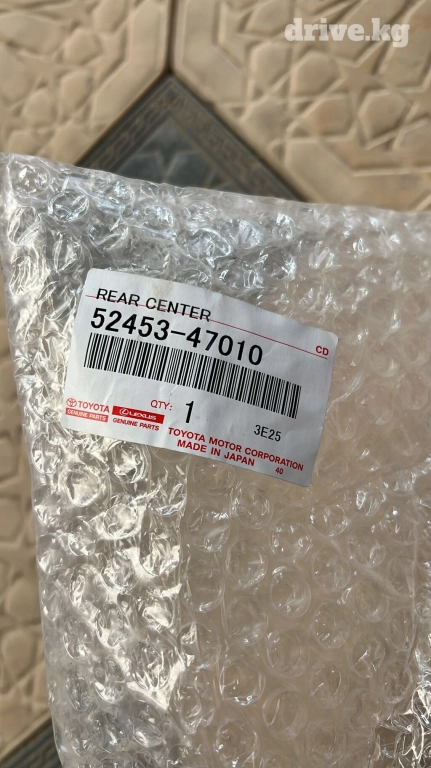 drive.kg
REAR CENTER
52453-47010
CD
TOYOTA
GENUINE PARTS
LEXUS
GENUINE PARTS
QTY: 1
3E25
TOYOTA MOTOR CORPORATION
MADE IN JAPAN
40